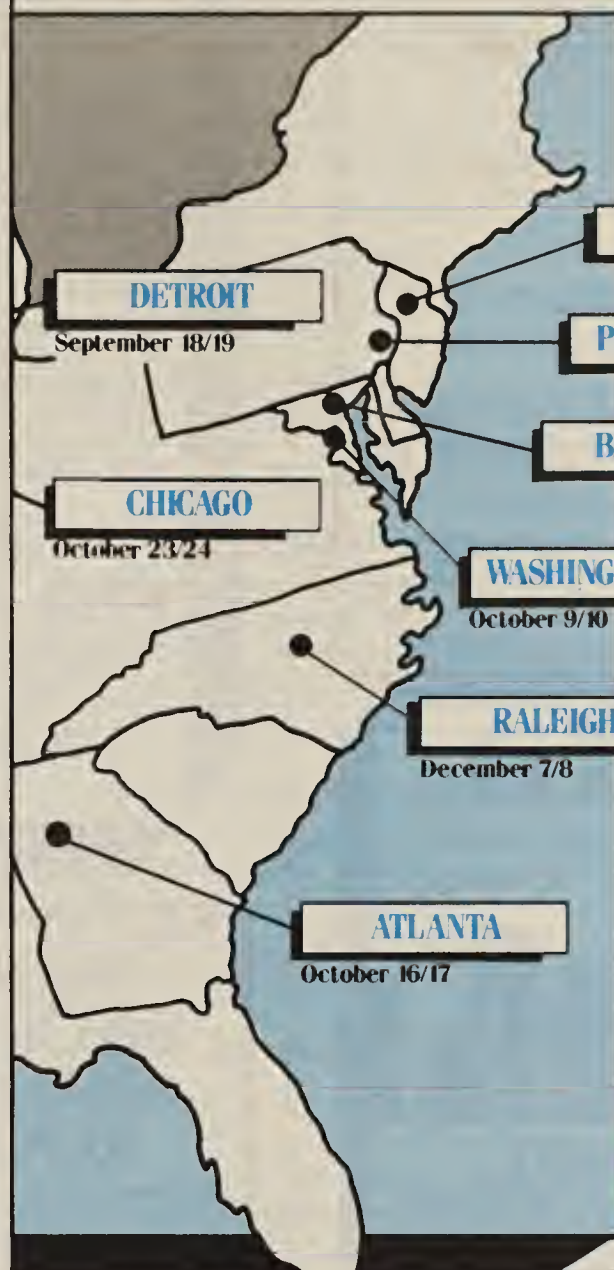 DETROIT
September 18/19
P
B
CHICAGO
October 23/24
WASHING
October 9/10
RALEIGH
December 7/8
ATLANTA
October 16/17